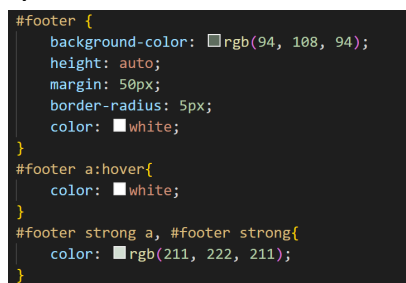 #footer {
    background-color: rgb(94, 108, 94);
    height: auto;
    margin: 50px;
    border-radius: 5px;
    color: white;
}
#footer a:hover{
    color: white;
}
#footer strong a, #footer strong{
    color: rgb(211, 222, 211);
}